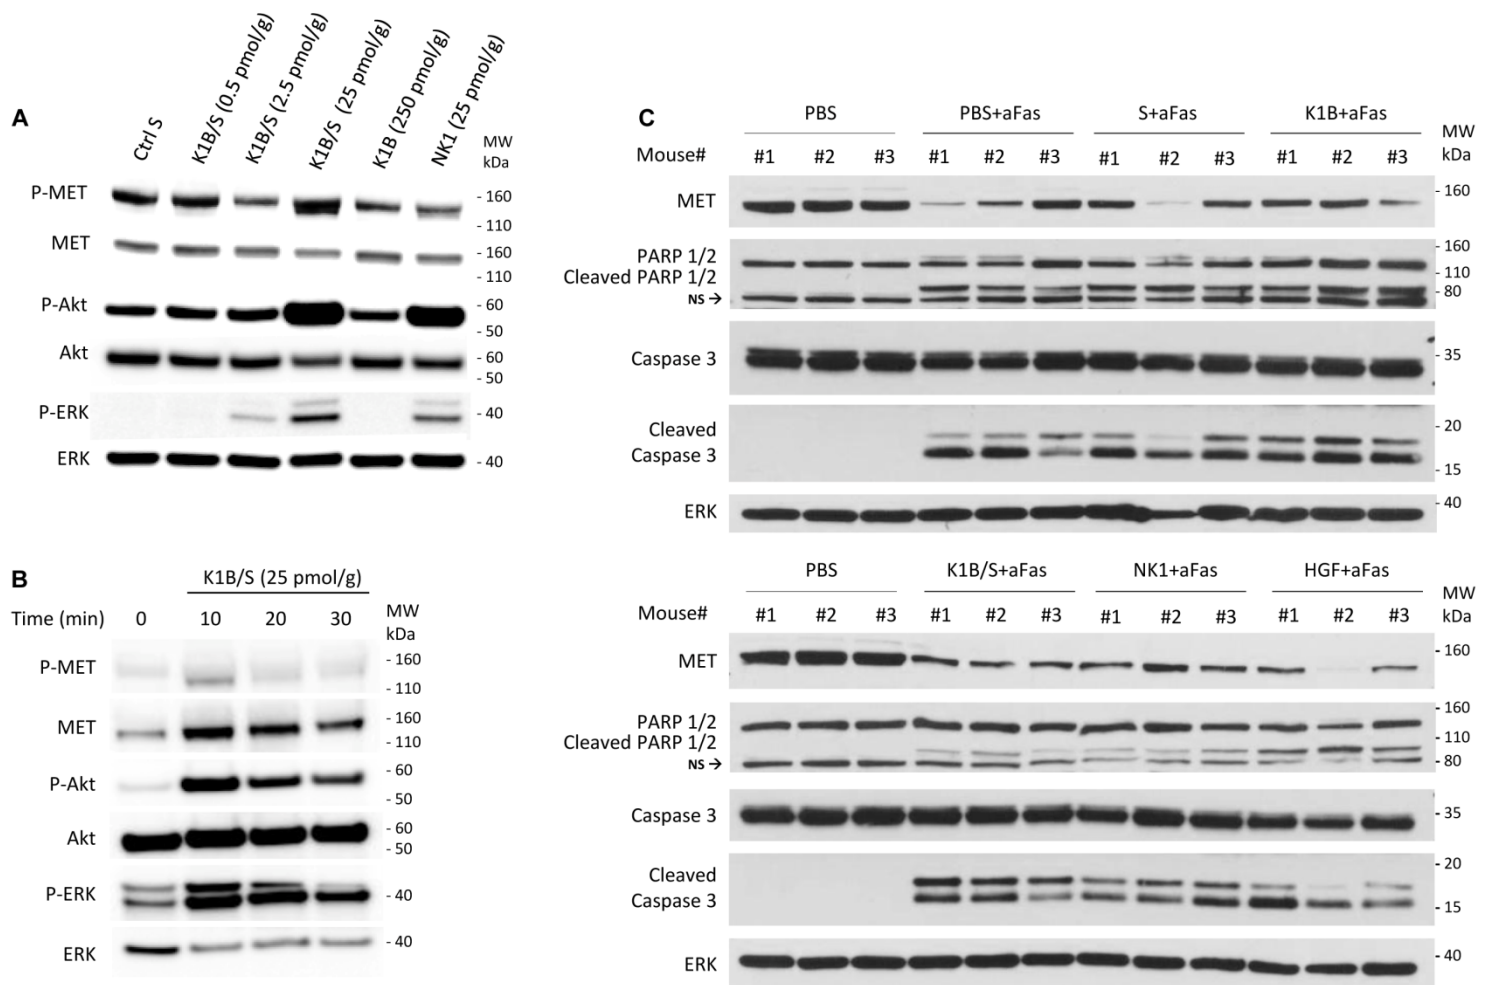 A
Ctrl S
K1B/S (0.5 pmol/g)
K1B/S (2.5 pmol/g)
K1B/S (25 pmol/g)
K1B (250 pmol/g)
NK1 (25 pmol/g)
MW
kDa
P-MET
- 160
- 110
MET
- 160
- 110
P-Akt
- 60
- 50
Akt
- 60
- 50
P-ERK
- 40
ERK
- 40
B
K1B/S (25 pmol/g)
Time (min) 0 10 20 30
MW
kDa
P-MET
- 160
- 110
MET
- 160
- 110
P-Akt
- 60
- 50
Akt
- 60
- 50
P-ERK
- 40
ERK
- 40
C
PBS PBS+aFas S+aFas K1B+aFas
MW
kDa
Mouse# #1 #2 #3 #1 #2 #3 #1 #2 #3 #1 #2 #3
MET
- 160
PARP 1/2
- 160
Cleaved PARP 1/2
- 110
NS →
- 80
Caspase 3
- 35
Cleaved
Caspase 3
- 20
- 15
ERK
- 40
PBS K1B/S+aFas NK1+aFas HGF+aFas
MW
kDa
Mouse# #1 #2 #3 #1 #2 #3 #1 #2 #3 #1 #2 #3
MET
- 160
PARP 1/2
- 160
Cleaved PARP 1/2
- 110
NS →
- 80
Caspase 3
- 35
Cleaved
Caspase 3
- 20
- 15
ERK
- 40